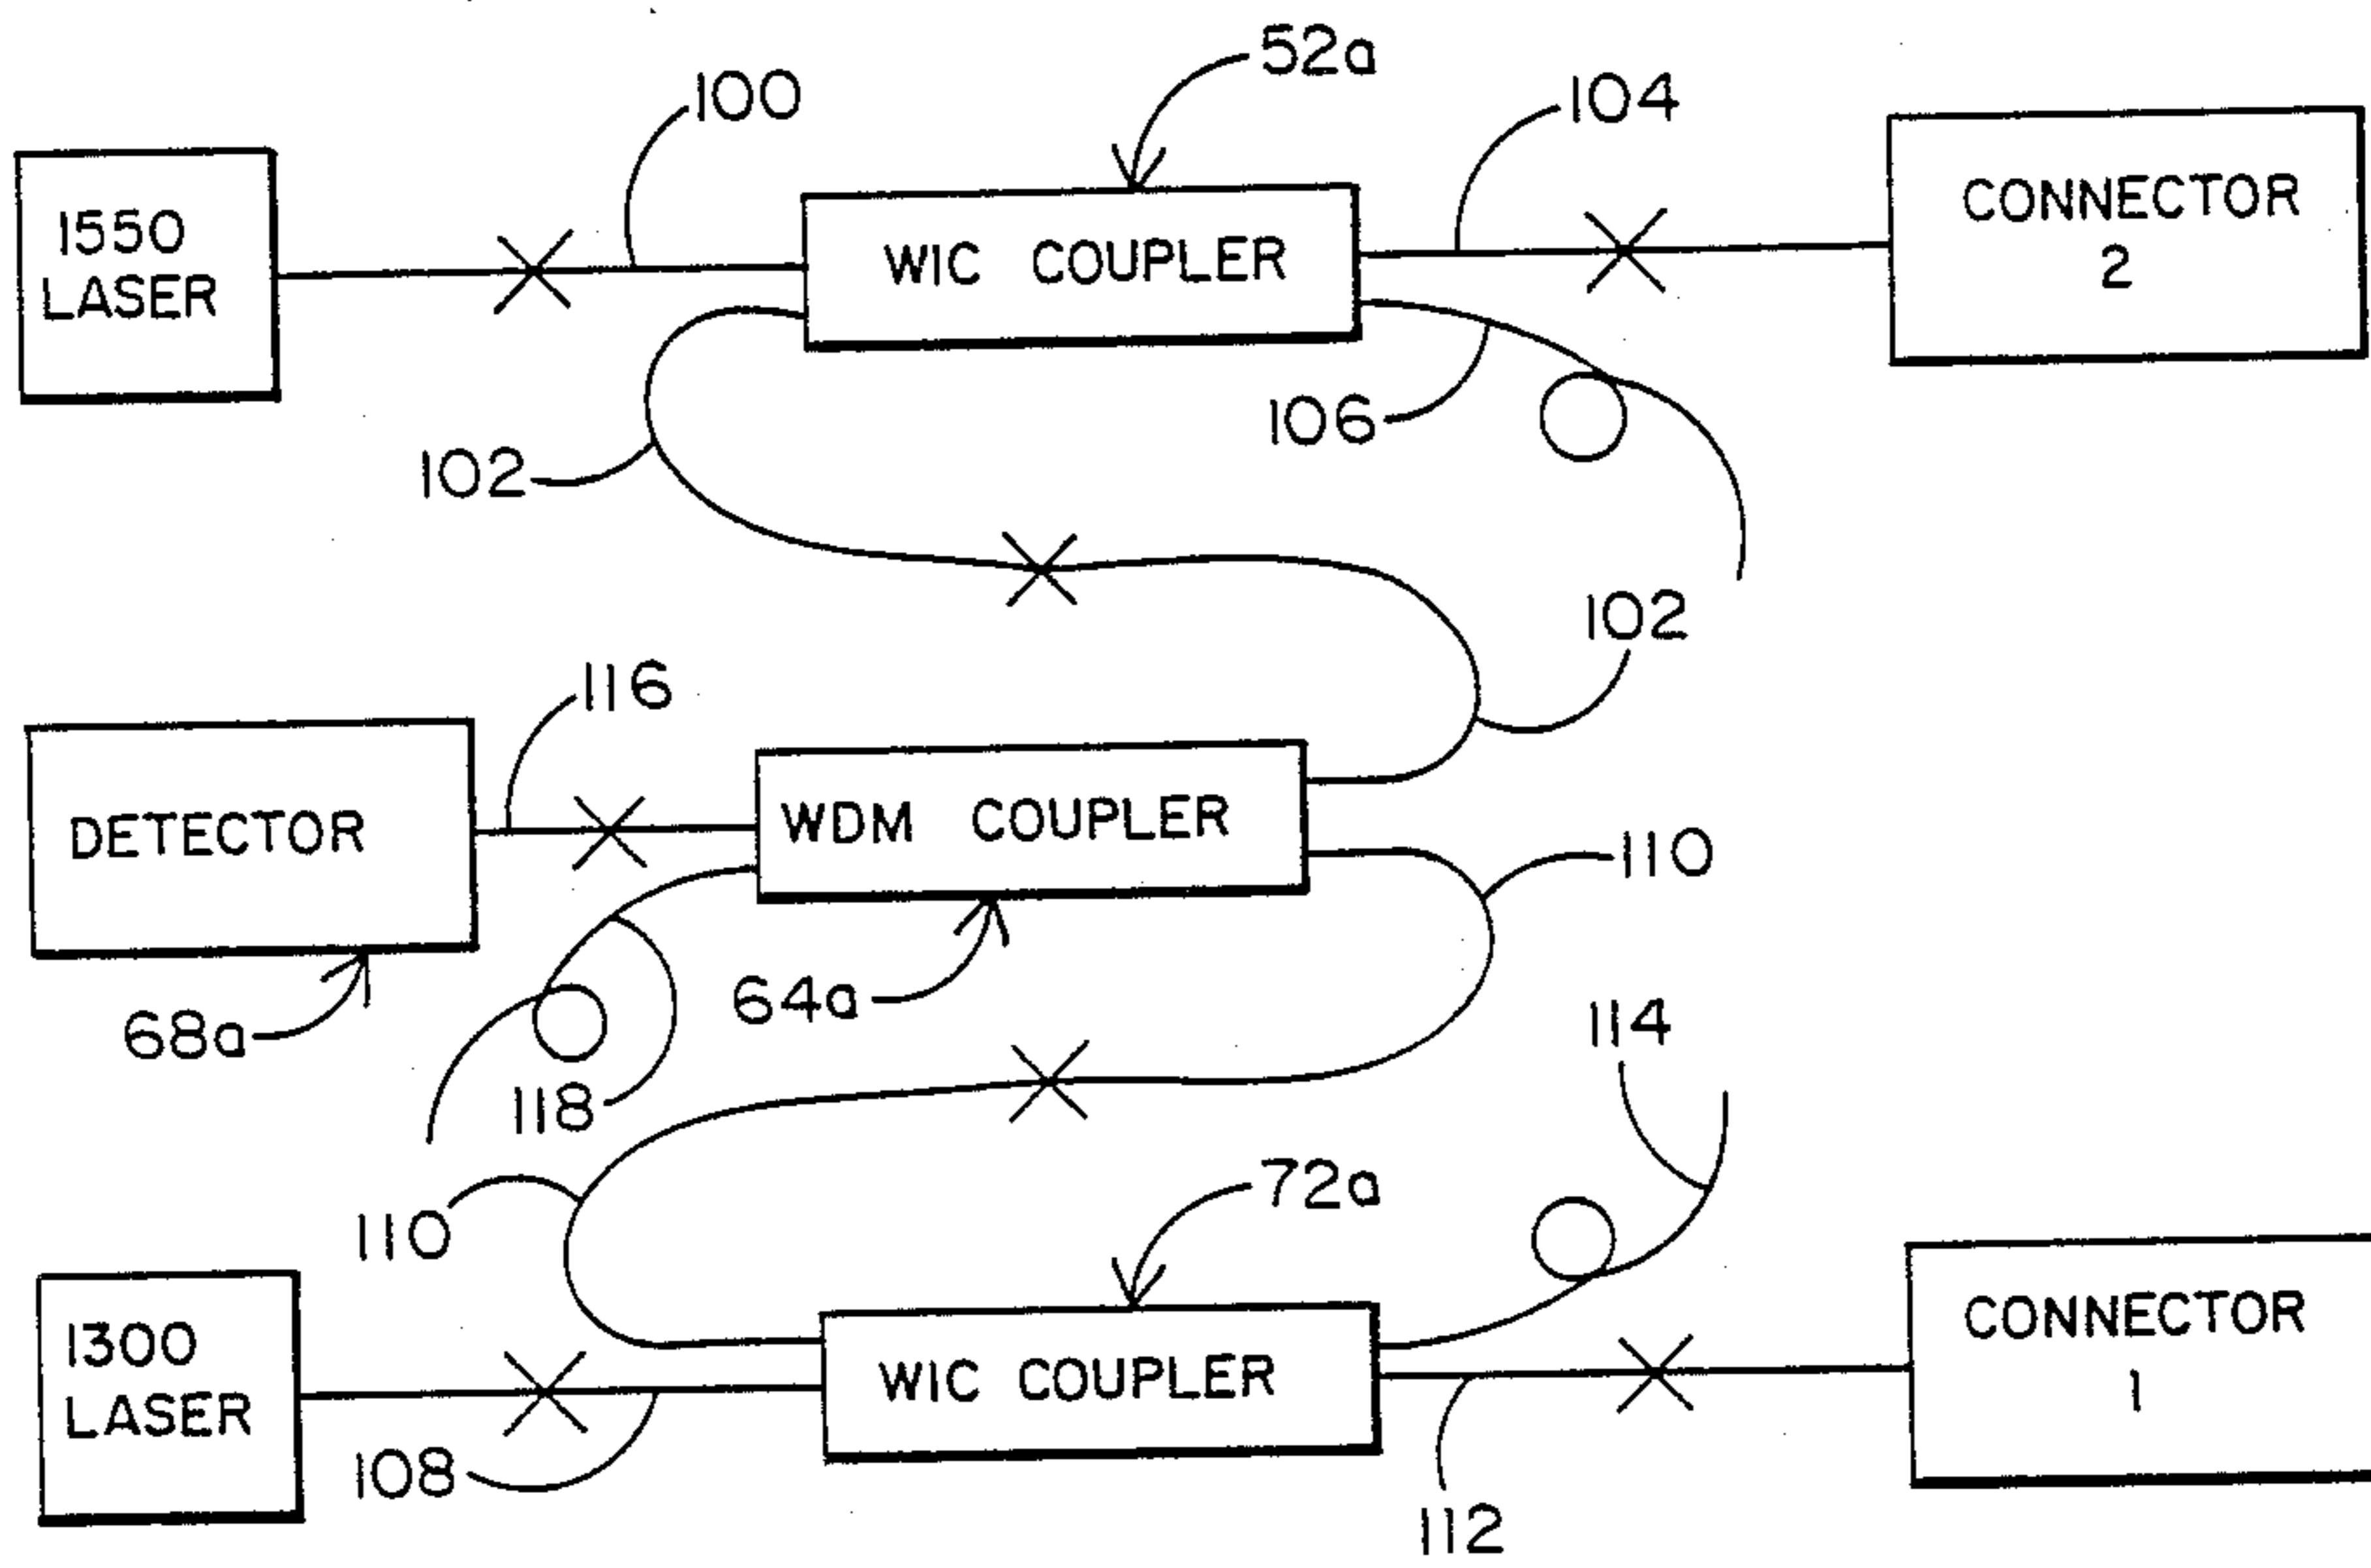 52a
100
104
1550
LASER
WIC COUPLER
CONNECTOR
2
106
102
102
116
DETECTOR
WDM COUPLER
110
64a
114
68a
118
72a
110
1300
LASER
WIC COUPLER
CONNECTOR
1
108
112